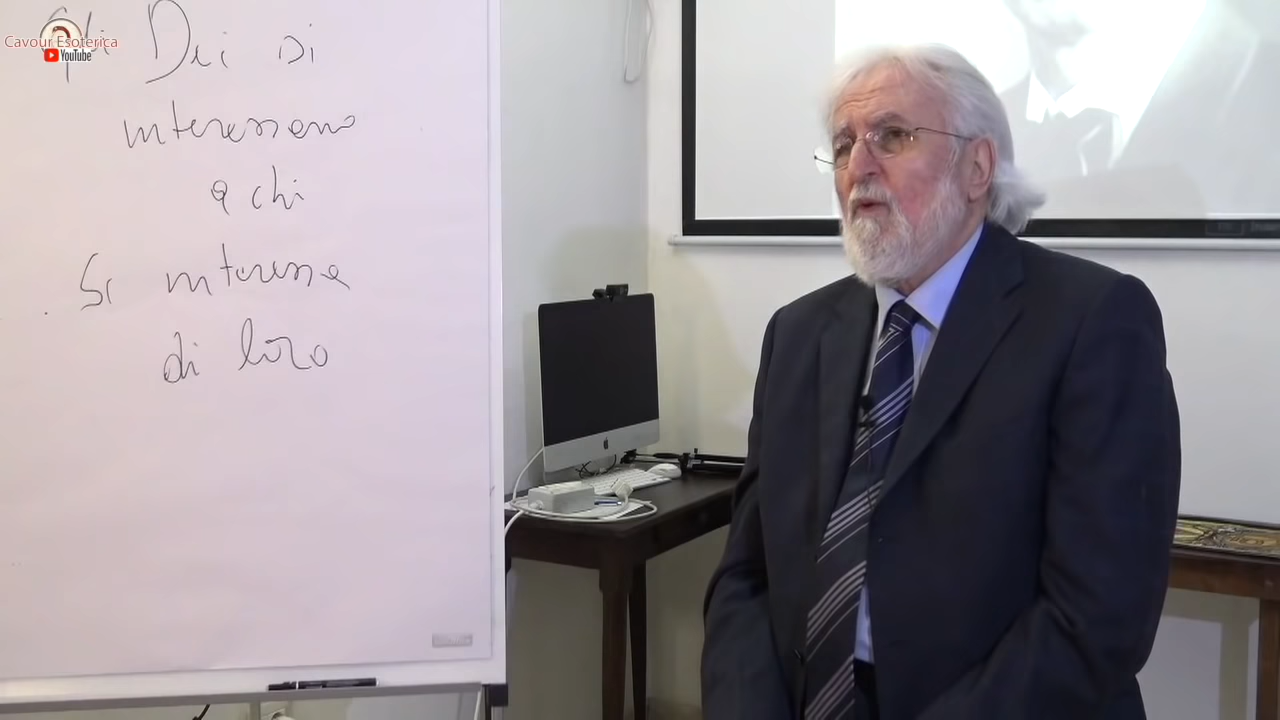 Cavour Esoterica
YouTube
Gli Dei si
interessano
a chi
si interessa
di loro